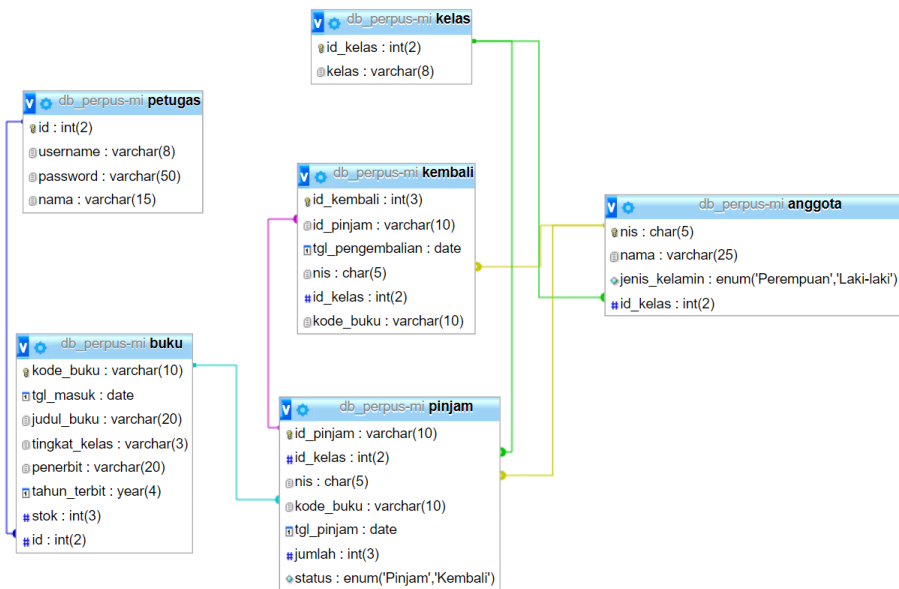 db_perpus-mi kelas
id_kelas : int(2)
kelas : varchar(8)
db_perpus-mi petugas
id : int(2)
username : varchar(8)
password : varchar(50)
nama : varchar(15)
db_perpus-mi kembali
id_kembali : int(3)
id_pinjam : varchar(10)
tgl_pengembalian : date
nis : char(5)
#id_kelas : int(2)
kode_buku : varchar(10)
db_perpus-mi anggota
nis : char(5)
nama : varchar(25)
jenis_kelamin : enum('Perempuan','Laki-laki')
#id_kelas : int(2)
db_perpus-mi buku
kode_buku : varchar(10)
tgl_masuk : date
judul_buku : varchar(20)
tingkat_kelas : varchar(3)
penerbit : varchar(20)
tahun_terbit : year(4)
#stok : int(3)
#id : int(2)
db_perpus-mi pinjam
id_pinjam : varchar(10)
#id_kelas : int(2)
nis : char(5)
kode_buku : varchar(10)
tgl_pinjam : date
#jumlah : int(3)
status : enum('Pinjam','Kembali')